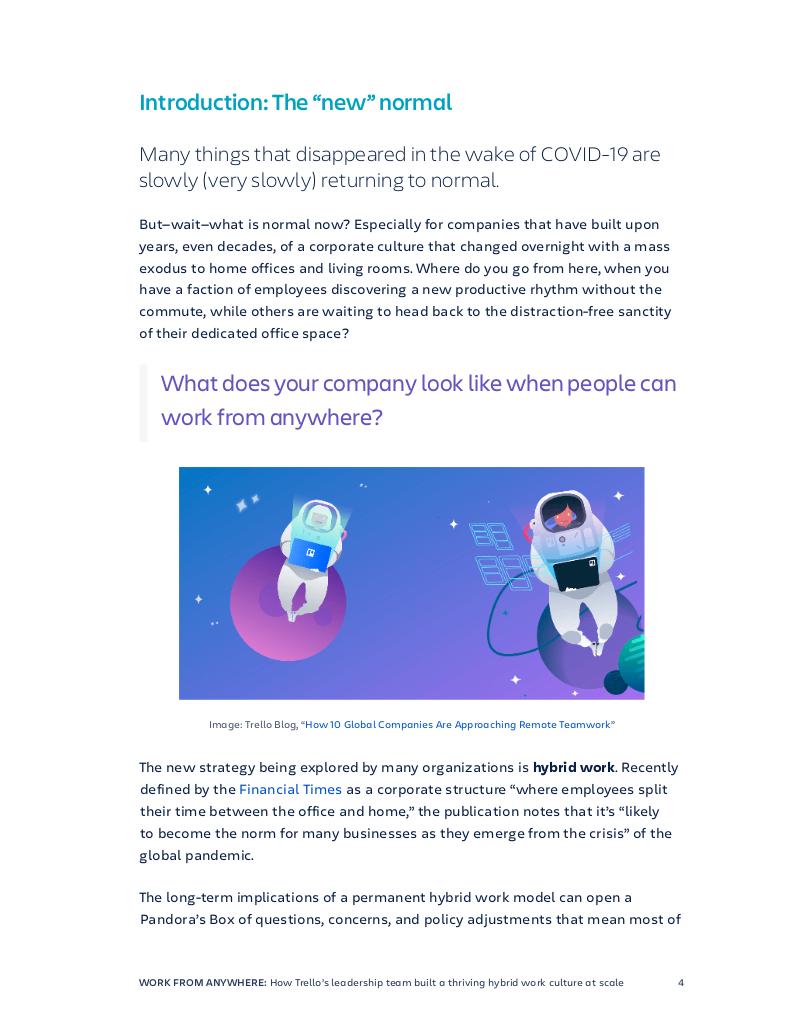 Introduction: The “new” normal
Many things that disappeared in the wake of COVID-19 are
slowly (very slowly) returning to normal.
But—wait—what is normal now? Especially for companies that have built upon
years, even decades, of a corporate culture that changed overnight with a mass
exodus to home offices and living rooms. Where do you go from here, when you
have a faction of employees discovering a new productive rhythm without the
commute, while others are waiting to head back to the distraction-free sanctity
of their dedicated office space?
What does your company look like when people can
work from anywhere?
Image: Trello Blog, “How 10 Global Companies Are Approaching Remote Teamwork”
The new strategy being explored by many organizations is hybrid work. Recently
defined by the Financial Times as a corporate structure “where employees split
their time between the office and home,” the publication notes that it’s “likely
to become the norm for many businesses as they emerge from the crisis” of the
global pandemic.
The long-term implications of a permanent hybrid work model can open a
Pandora’s Box of questions, concerns, and policy adjustments that mean most of
WORK FROM ANYWHERE: How Trello’s leadership team built a thriving hybrid work culture at scale 4